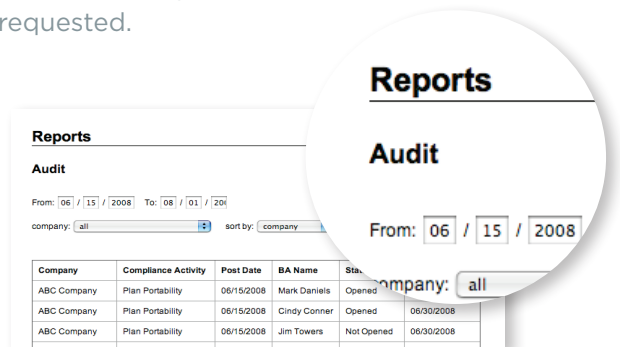 requested.
Reports
Audit
From: 06 / 15 / 2008 To: 08 / 01 /
company: all sort by: company
Company Compliance Activity Post Date BA Name
ABC Company Plan Portability 06/15/2008 Mark Daniels Opened
ABC Company Plan Portability 06/15/2008 Cindy Conner Opened 06/30/2008
ABC Company Plan Portability 06/15/2008 Jim Towers Not Opened 06/30/2008
Reports
Audit
From: 06 / 15 / 2008
company: all